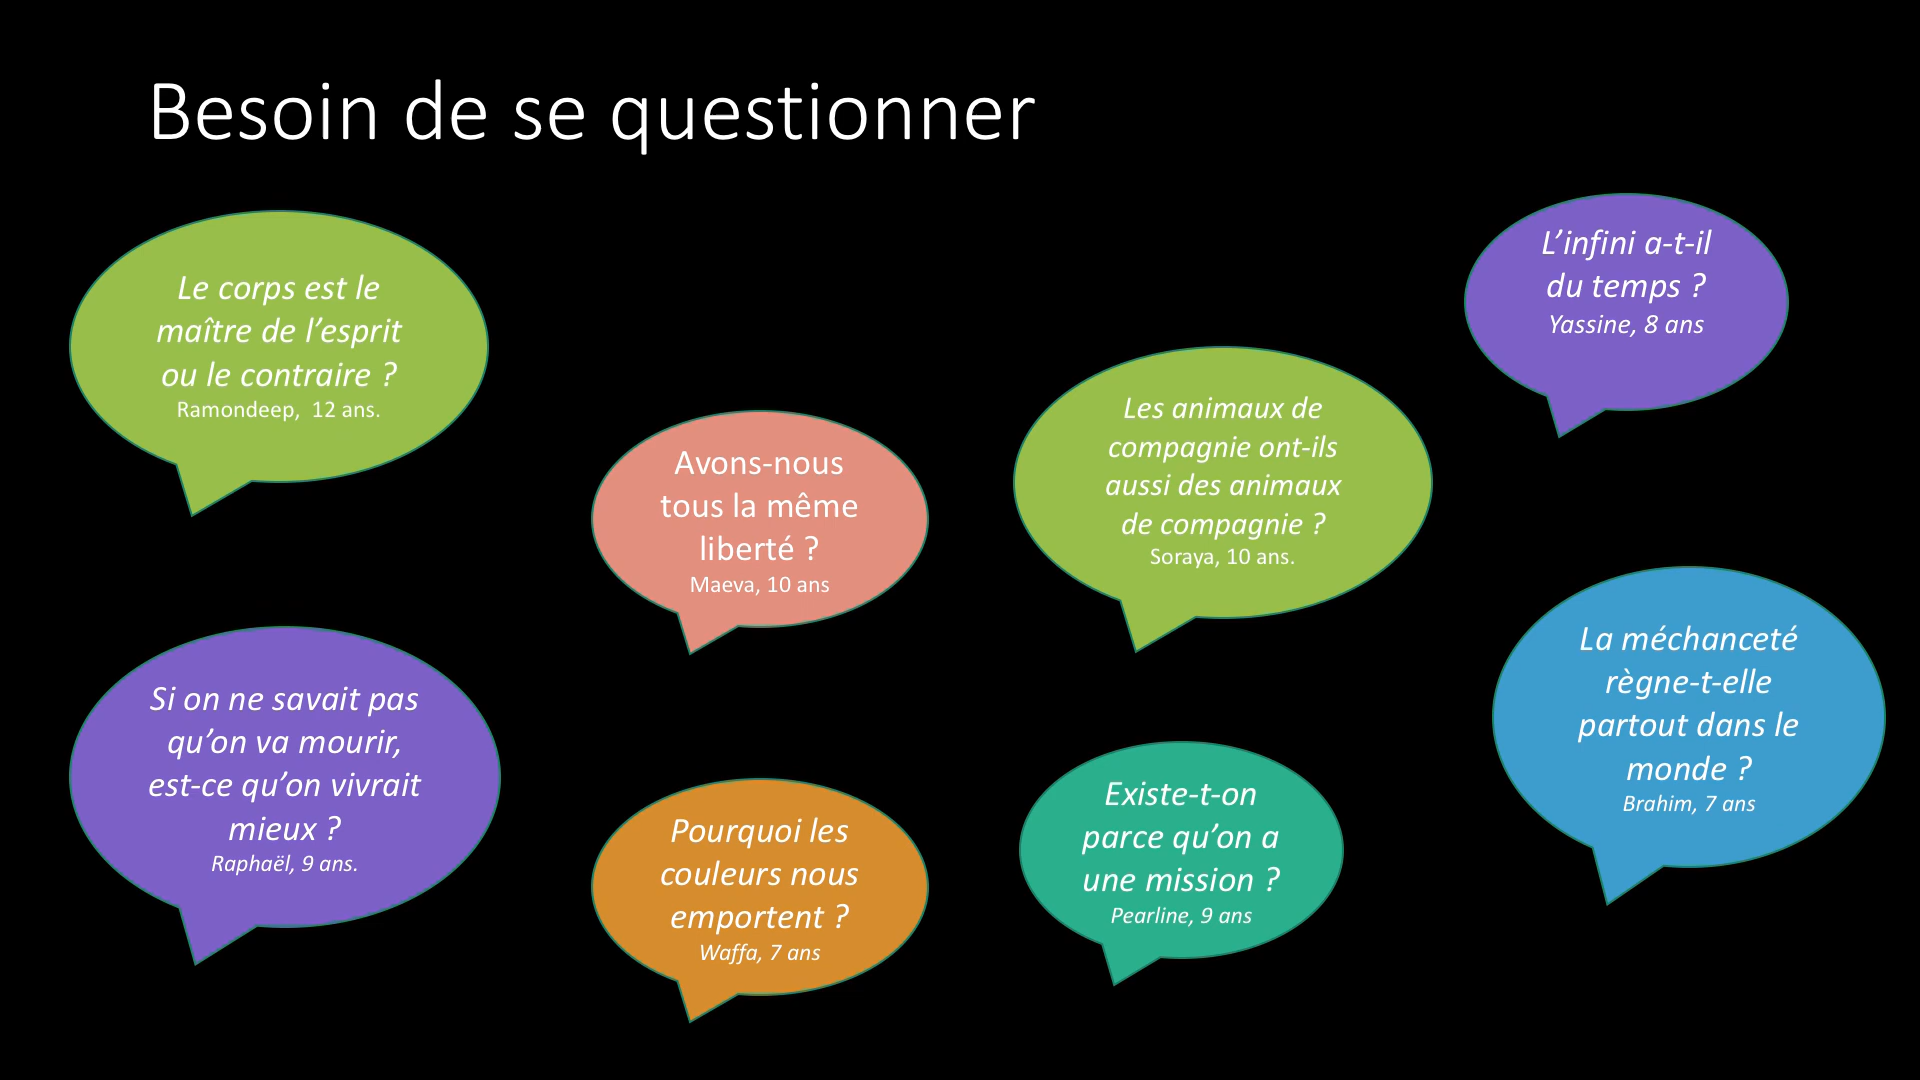 Besoin de se questionner
Le corps est le
maître de l’esprit
ou le contraire ?
Ramondeep,  12 ans.
Avons-nous
tous la même
liberté ?
Maeva, 10 ans
Les animaux de
compagnie ont-ils
aussi des animaux
de compagnie ?
Soraya, 10 ans.
L’infini a-t-il
du temps ?
Yassine, 8 ans
Si on ne savait pas
qu’on va mourir,
est-ce qu’on vivrait
mieux ?
Raphaël, 9 ans.
Pourquoi les
couleurs nous
emportent ?
Waffa, 7 ans
Existe-t-on
parce qu’on a
une mission ?
Pearline, 9 ans
La méchanceté
règne-t-elle
partout dans le
monde ?
Brahim, 7 ans